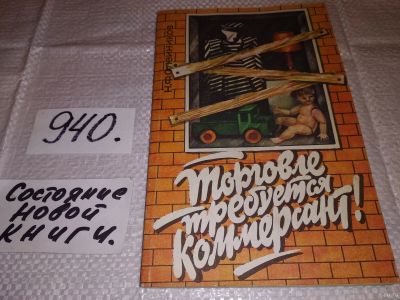 940.
Состояние
новой
книги.
Торговле
требуется
коммерсант!